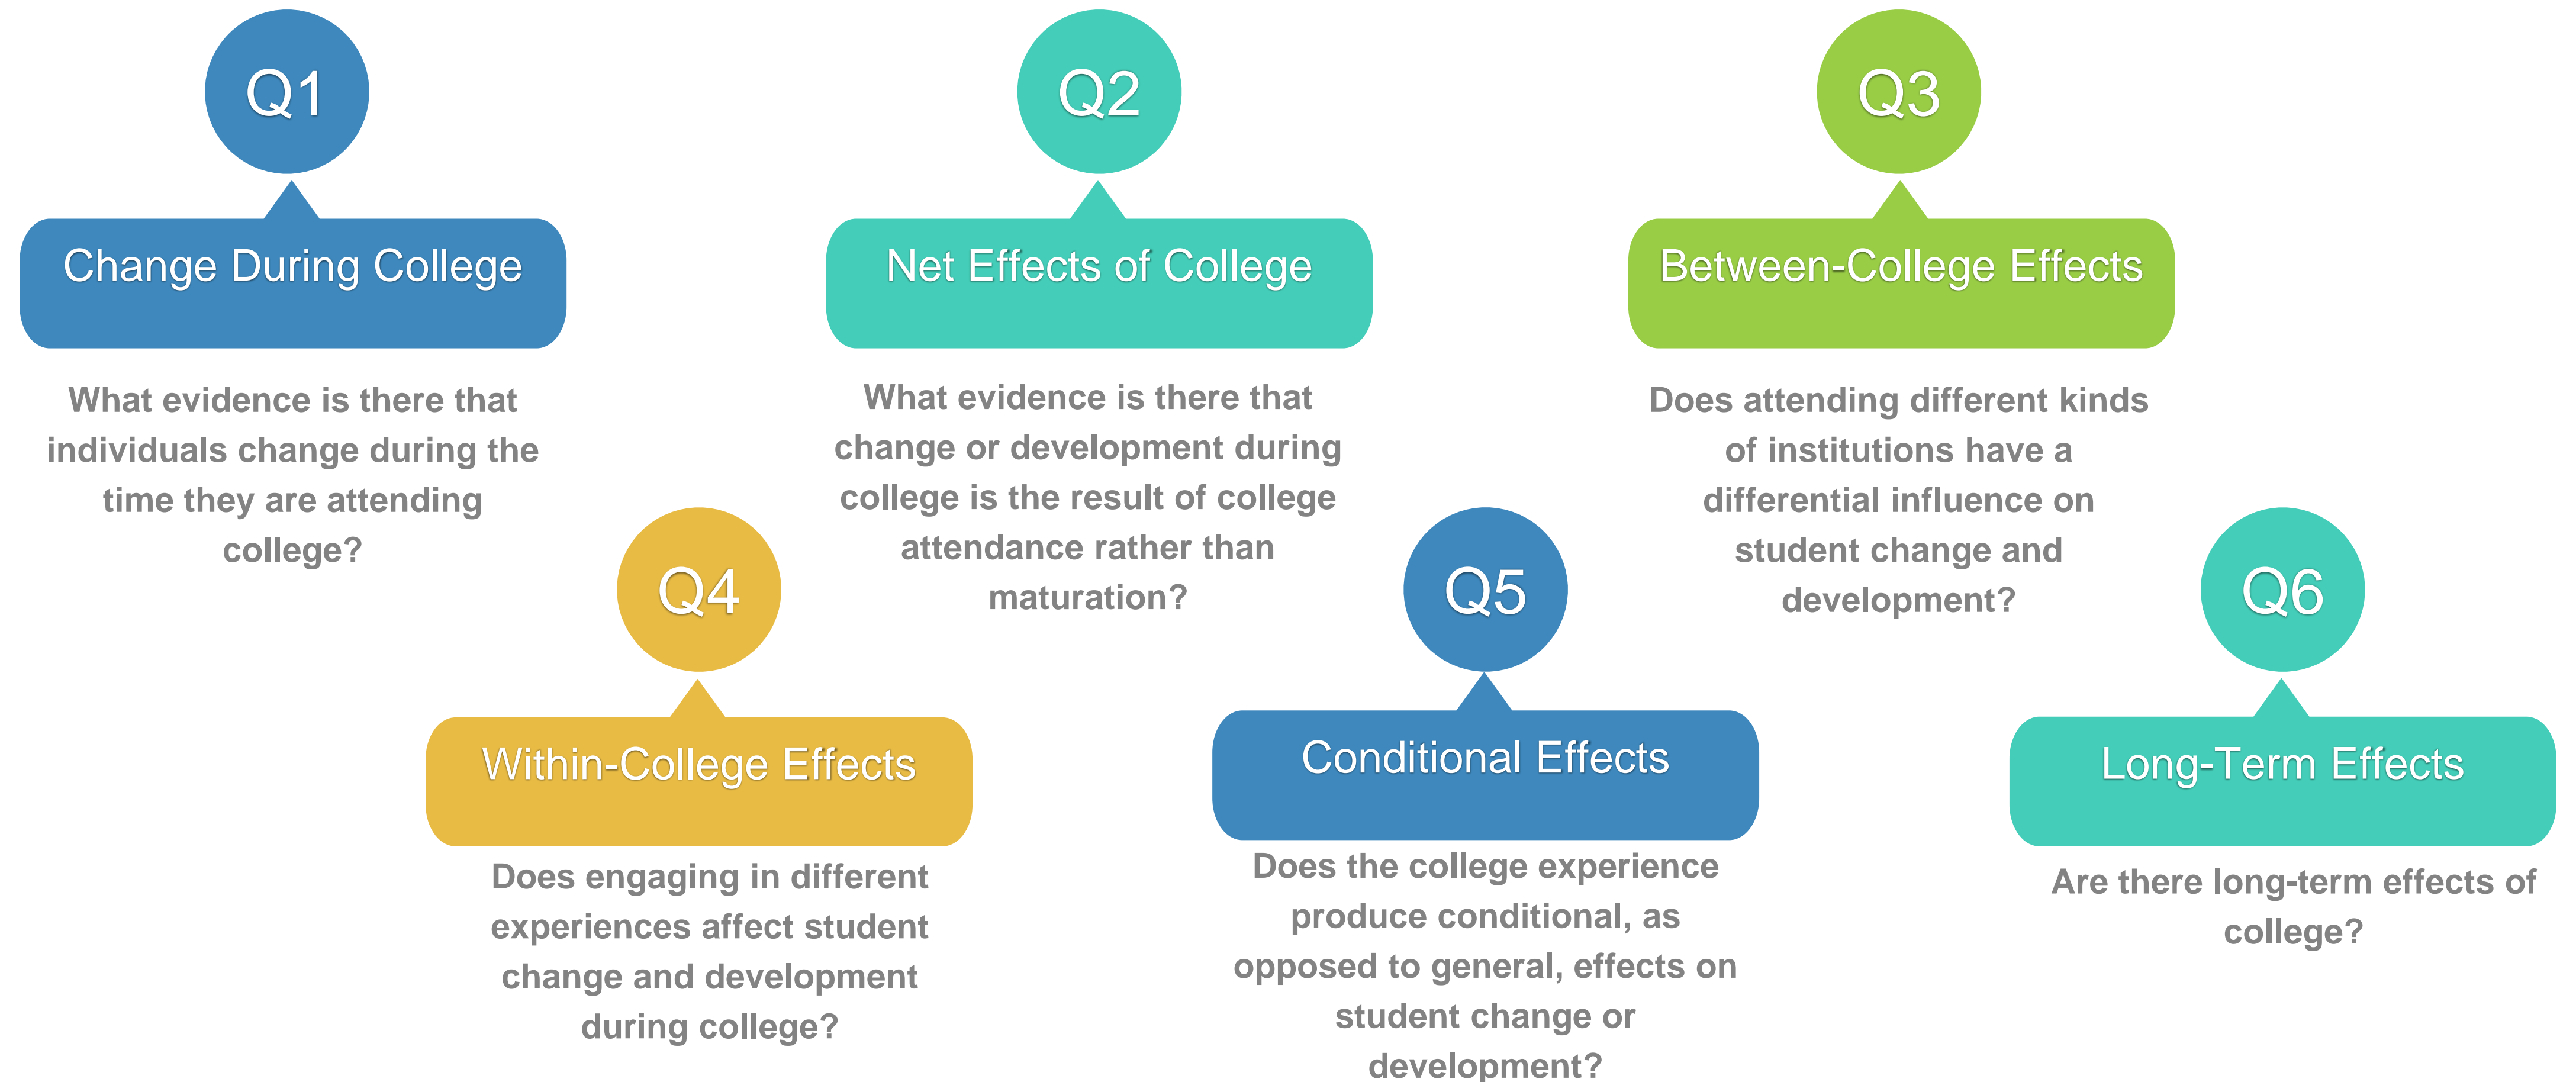 Q1
Change During College
What evidence is there that
individuals change during the
time they are attending
college?
Q2
Net Effects of College
What evidence is there that
change or development during
college is the result of college
attendance rather than
maturation?
Q3
Between-College Effects
Does attending different kinds
of institutions have a
differential influence on
student change and
development?
Q4
Within-College Effects
Does engaging in different
experiences affect student
change and development
during college?
Q5
Conditional Effects
Does the college experience
produce conditional, as
opposed to general, effects on
student change or
development?
Q6
Long-Term Effects
Are there long-term effects of
college?